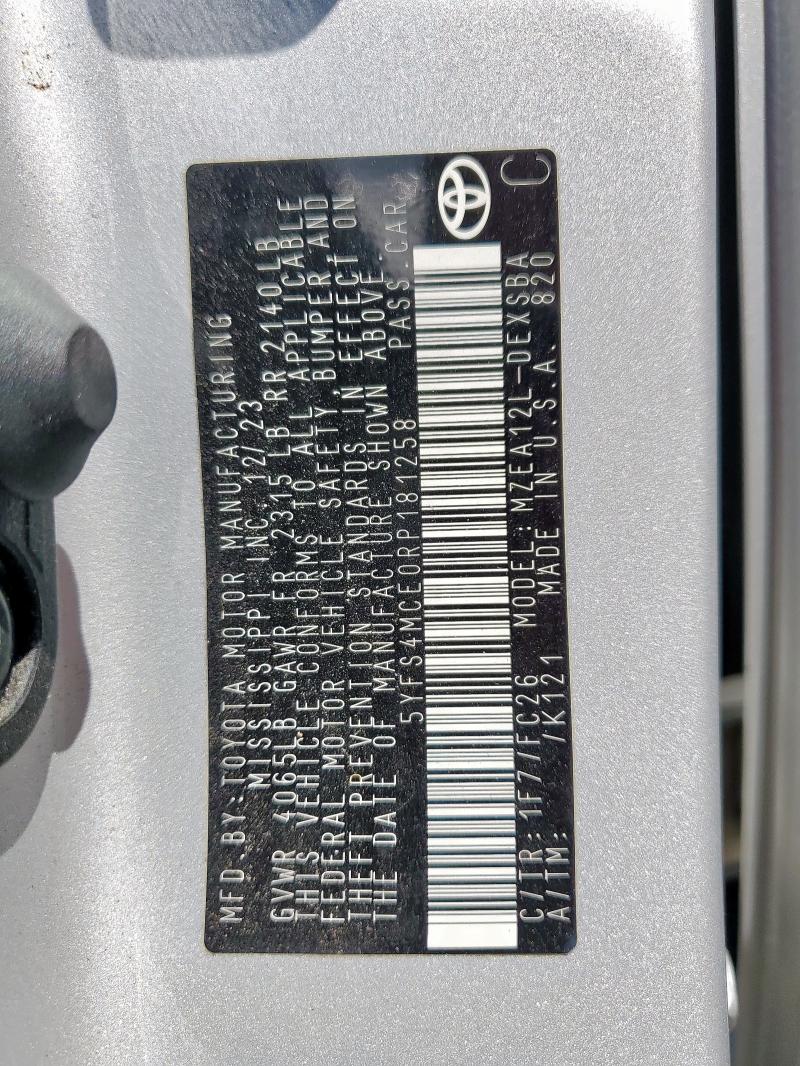 MFD.BY:TOYOTA MOTOR MANUFACTURING
MISSISSIPPI INC 12/23
GVWR 4065LB GAWR FR 2315 LB RR 2140LB
THIS VEHICLE CONFORMS TO ALL APPLICABLE
FEDERAL MOTOR VEHICLE SAFETY BUMPER AND
THEFT PREVENTION STANDARDS IN EFFECT ON
THE DATE OF MANUFACTURE SHOWN ABOVE.
5YFS4MCE0RP181258 PASS.CAR
C/TR:1F7/FC26 MODEL:MZEA12L-DEXSBA
A/TM: /K121 MADE IN U.S.A. 820
C